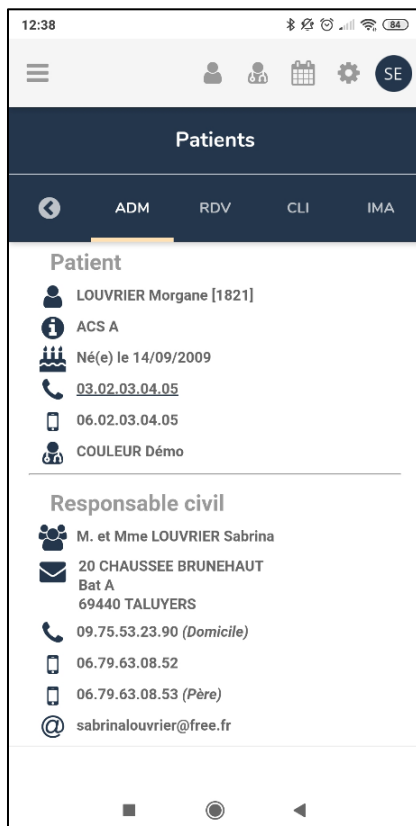 12:38
84
SE
Patients
ADM RDV CLI IMA
Patient
LOUVRIER Morgane [1821]
ACS A
Né(e) le 14/09/2009
03.02.03.04.05
06.02.03.04.05
COULEUR Démo
Responsable civil
M. et Mme LOUVRIER Sabrina
20 CHAUSSEE BRUNEHAUT
Bat A
69440 TALUYERS
09.75.53.23.90 (Domicile)
06.79.63.08.52
06.79.63.08.53 (Père)
sabrinalouvrier@free.fr